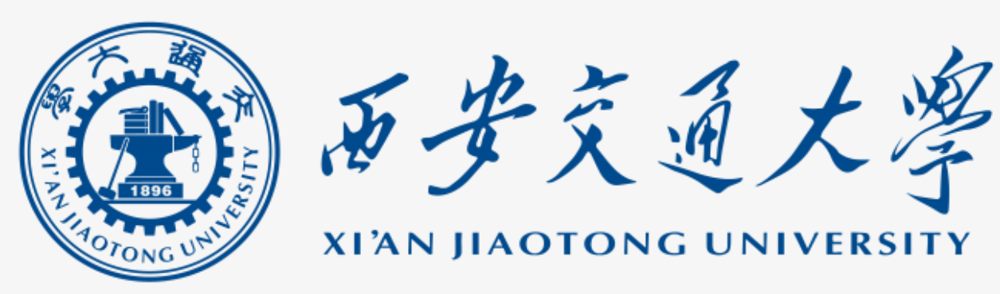 交通大學
1896
XI'AN JIAOTONG UNIVERSITY
西安交通大學
XI'AN JIAOTONG UNIVERSITY